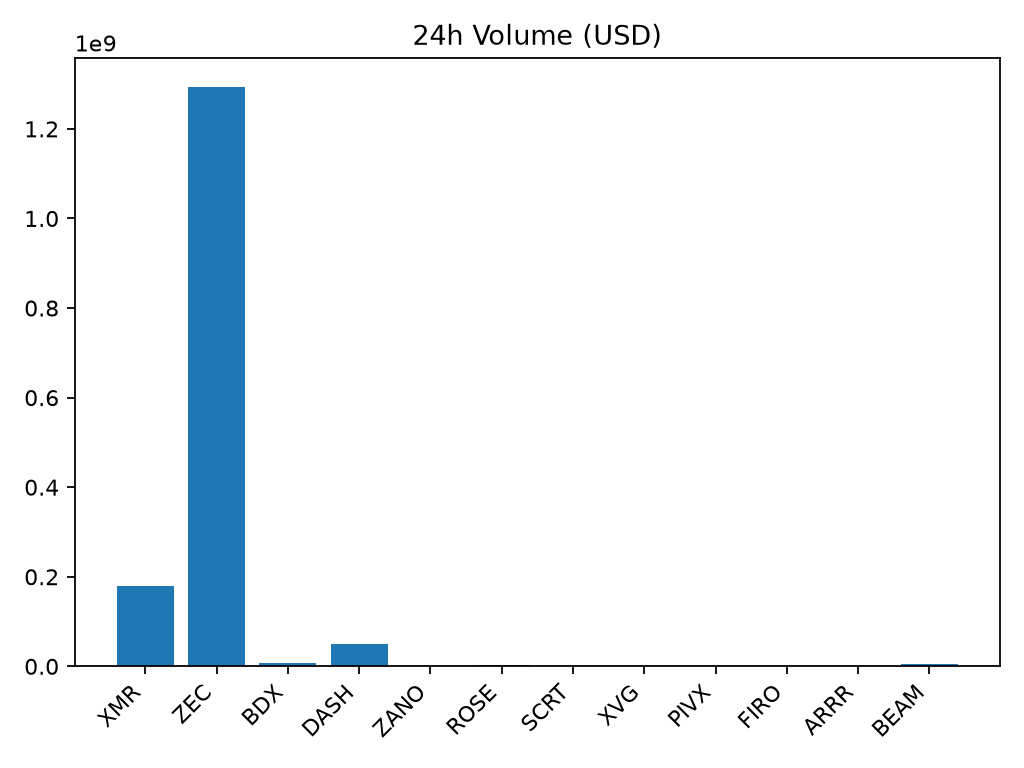 24h Volume (USD)
1e9
1.2
1.0
0.8
0.6
0.4
0.2
0.0
XMR
ZEC
BDX
DASH
ZANO
ROSE
SCRT
XVG
PIVX
FIRO
ARRR
BEAM